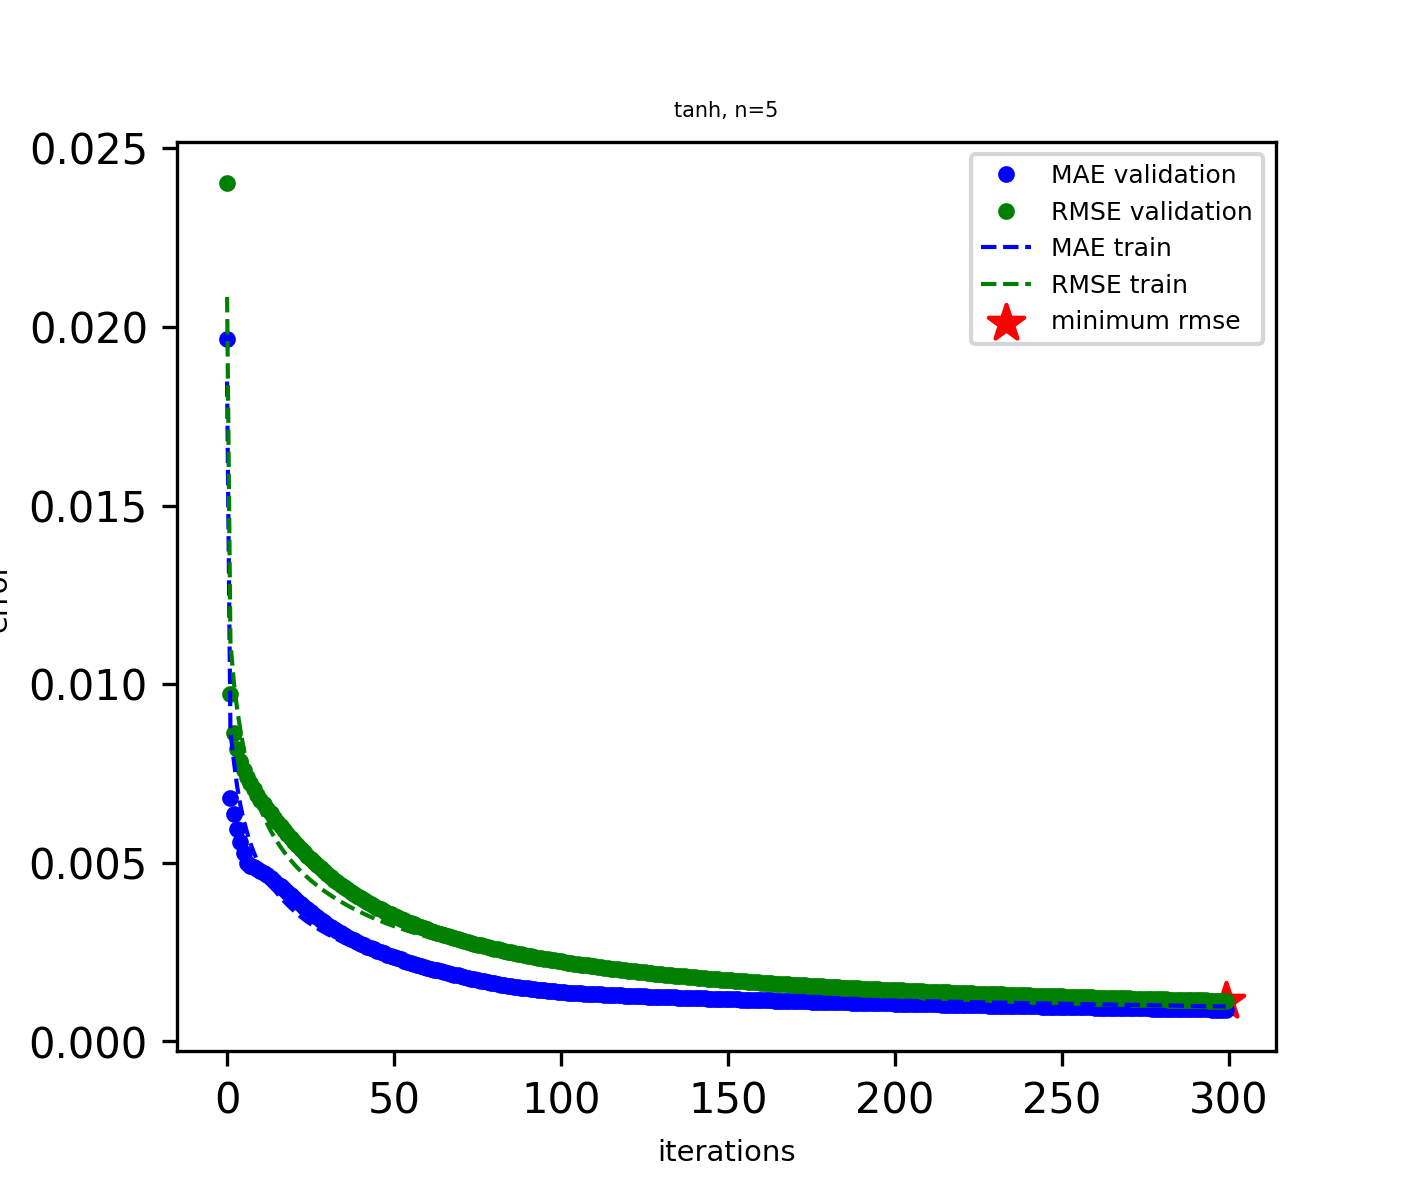 tanh, n=5
0.025
0.020
0.015
0.010
0.005
0.000
MAE validation
RMSE validation
MAE train
RMSE train
minimum rmse
0 50 100 150 200 250 300
iterations